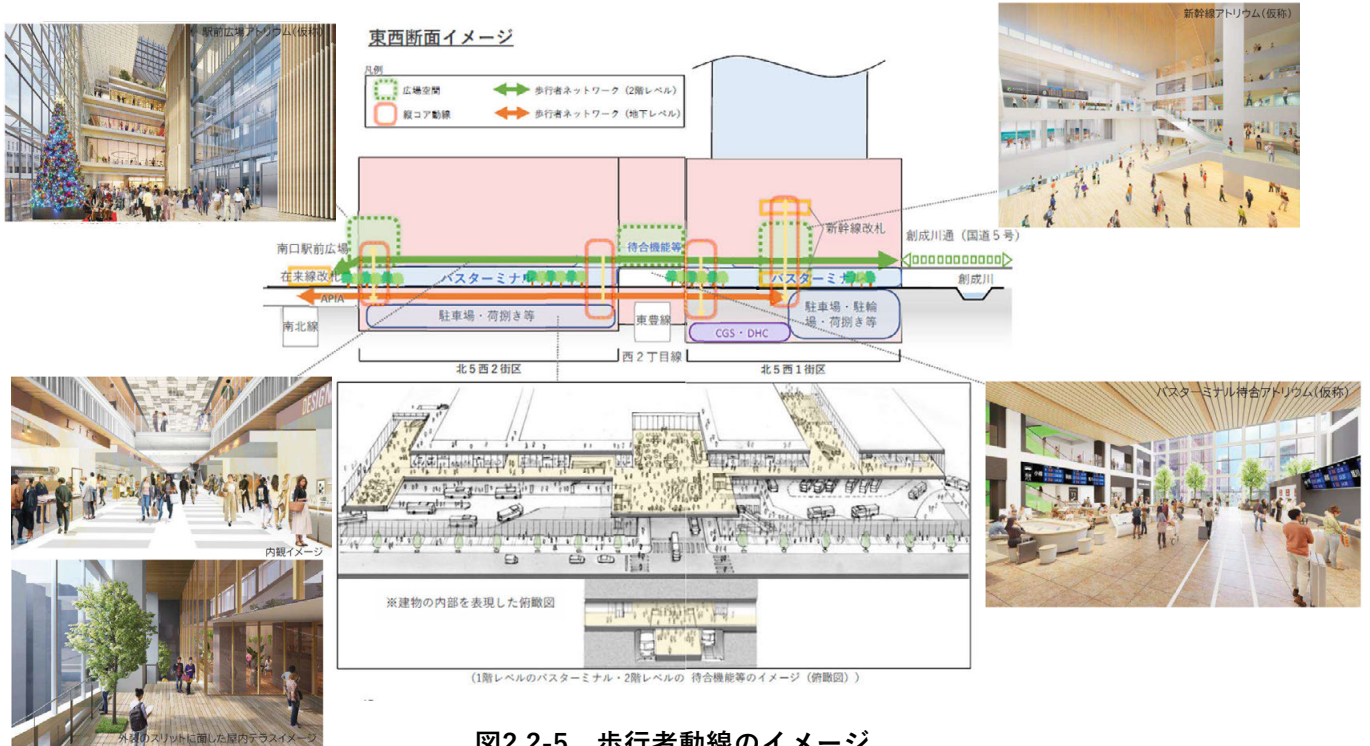 駅前広場アトリウム(仮称)
東西断面イメージ
凡例
広場空間
歩行者ネットワーク(2階レベル)
縦コア動線
歩行者ネットワーク(地下レベル)
新幹線アトリウム(仮称)
南口駅前広場
待合機能等
新幹線改札
創成川通(国道5号)
在来線改札
バスターミナル
バスターミナル
創成川
APIA
南北線
駐車場・荷捌き等
東豊線
CGS・DHC
駐車場・駐輪
場・荷捌き等
西2丁目線
北5西2街区
北5西1街区
DESIGN
内観イメージ
バスターミナル待合アトリウム(仮称)
※建物の内部を表現した俯瞰図
(1階レベルのバスターミナル・2階レベルの 待合機能等のイメージ(俯瞰図))
外装のスリットに面した屋内テラスイメージ
図2.2-5 歩行者動線のイメージ